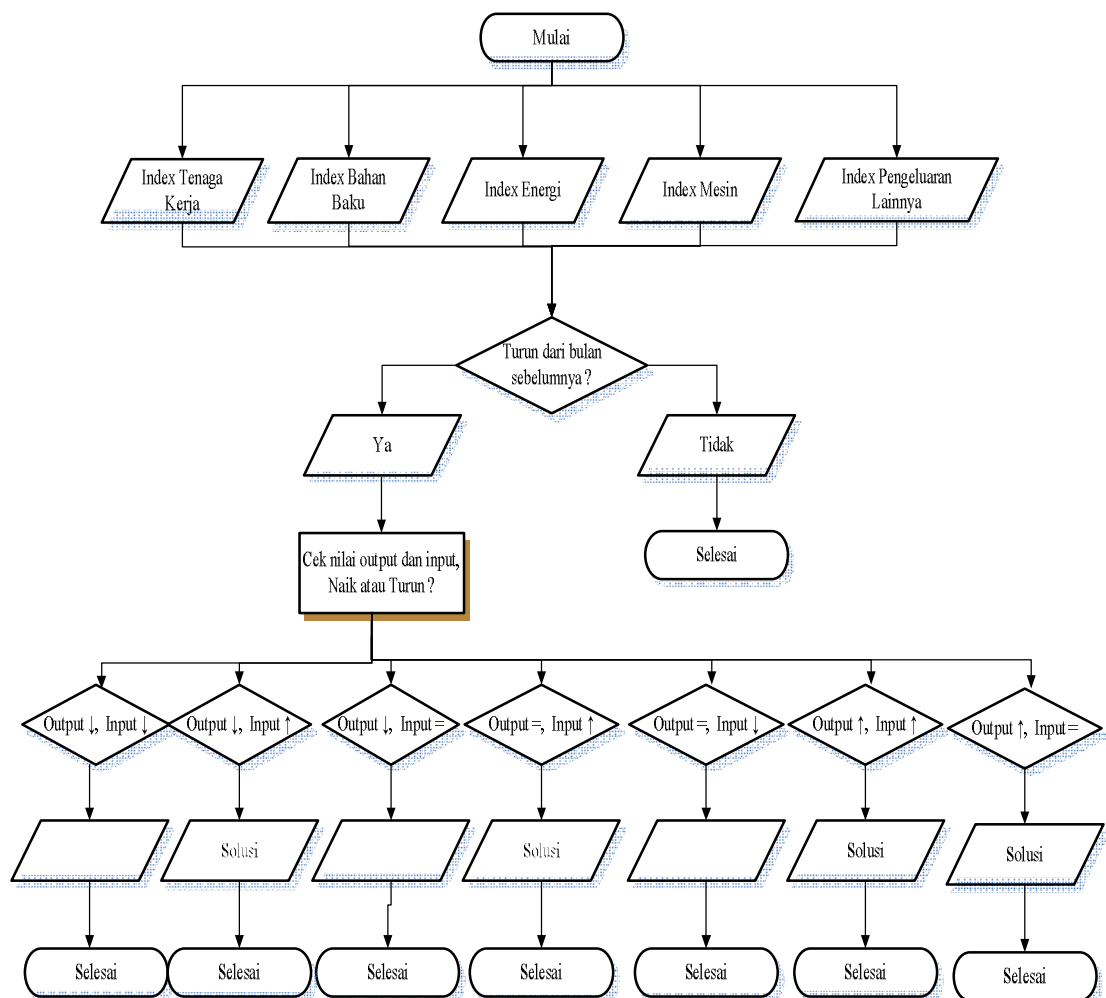 Mulai
Index Tenaga
Kerja
Index Bahan
Baku
Index Energi
Index Mesin
Index Pengeluaran
Lainnya
Turun dari bulan
sebelumnya ?
Ya
Tidak
Cek nilai output dan input,
Naik atau Turun ?
Selesai
Output ↓, Input ↓
Output ↓, Input ↑
Output ↓, Input =
Output =, Input ↑
Output =, Input ↓
Output ↑, Input ↑
Output ↑, Input =
Solusi
Solusi
Solusi
Solusi
Selesai
Selesai
Selesai
Selesai
Selesai
Selesai
Selesai